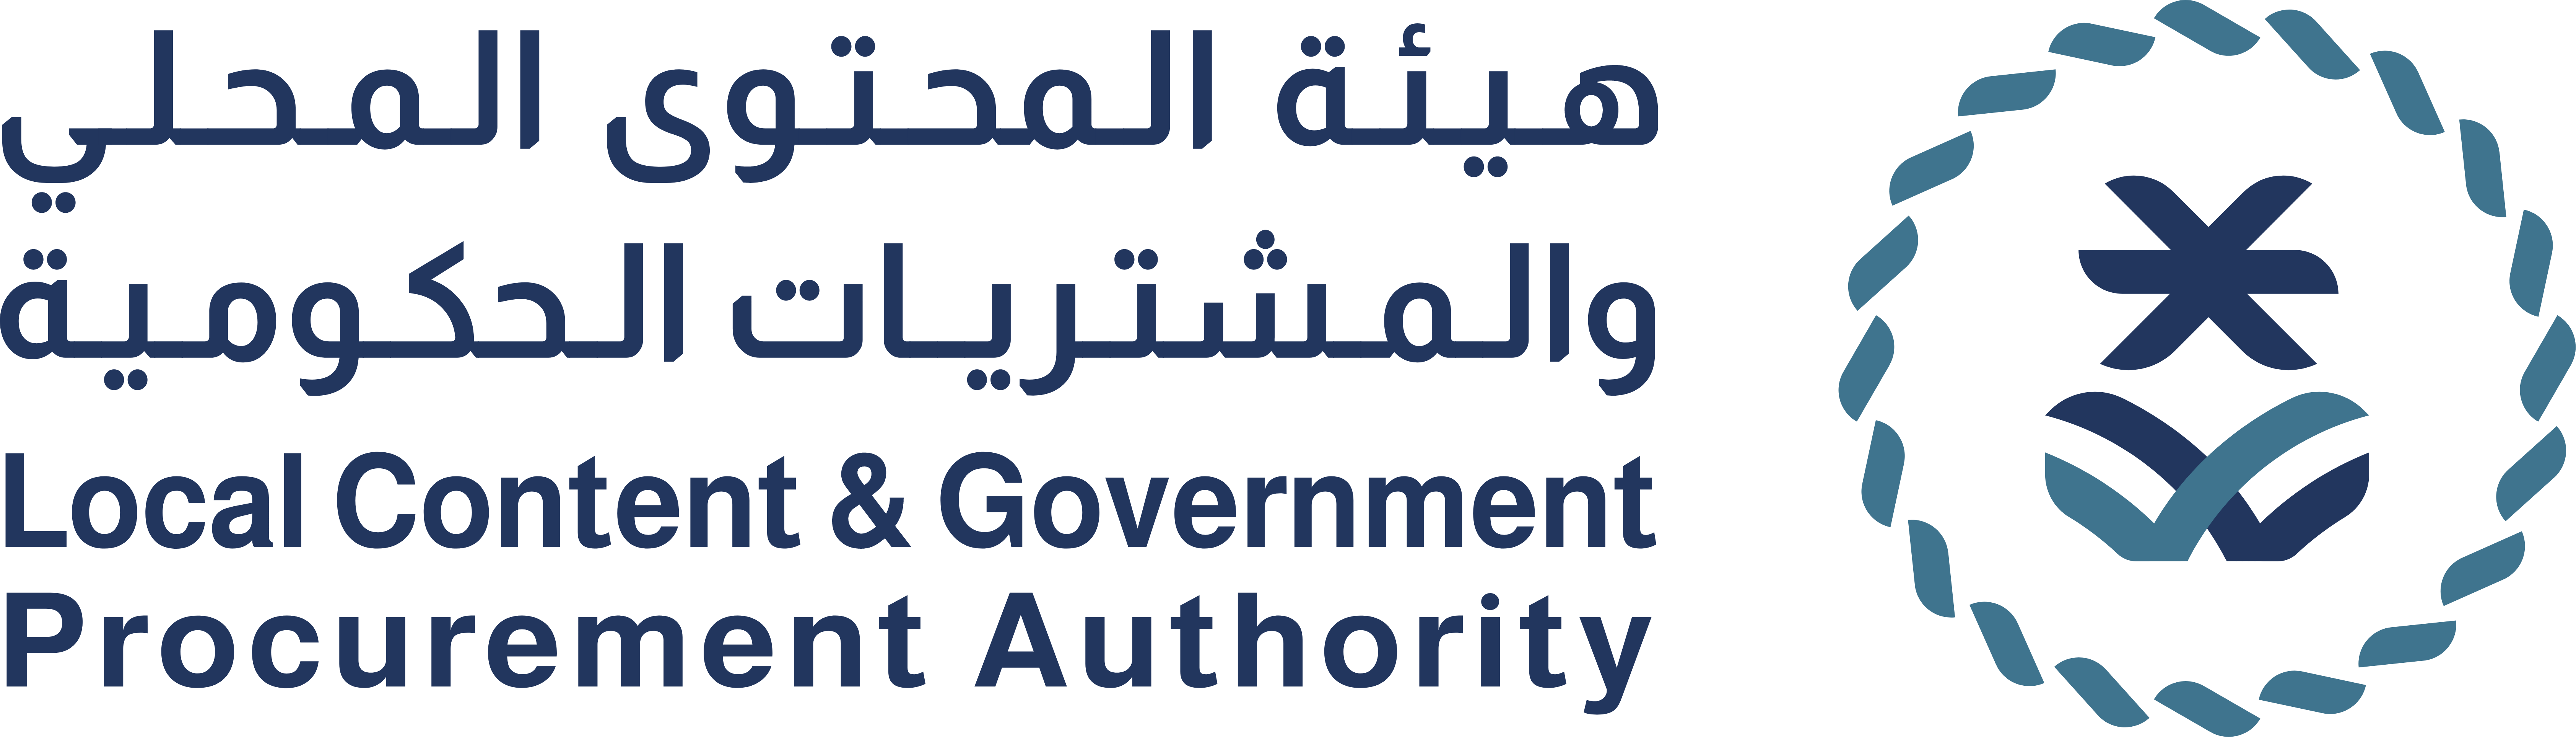 هيئة المحتوى المحلي
والمشتريات الحكومية
Local Content & Government
Procurement Authority